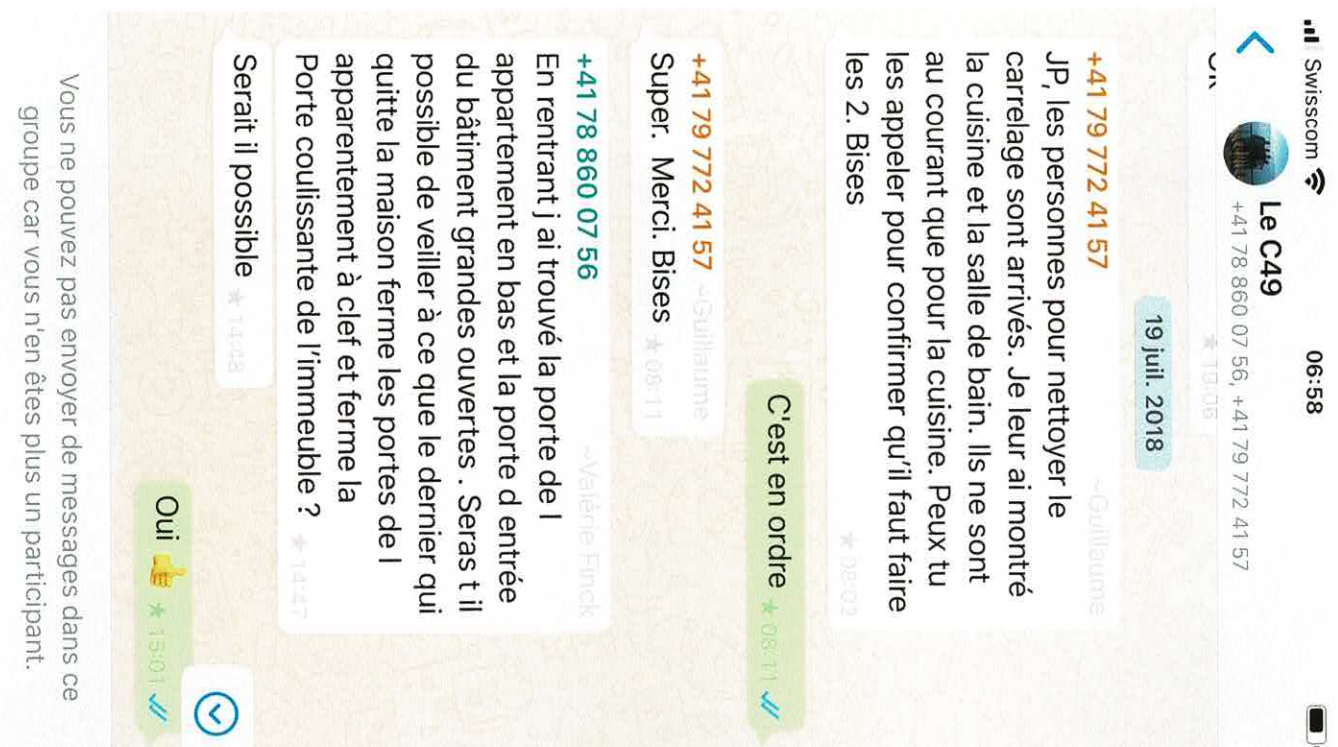 Swisscom 06:58
Le C49
+41 78 860 07 56, +41 79 772 41 57
19:06
19 juil. 2018
+41 79 772 41 57 ~Guillaume
JP, les personnes pour nettoyer le
carrelage sont arrivés. Je leur ai montré
la cuisine et la salle de bain. Ils ne sont
au courant que pour la cuisine. Peux tu
les appeler pour confirmer qu'il faut faire
les 2. Bises 08:02
C'est en ordre 08:11
+41 79 772 41 57 ~Guillaume
Super. Merci. Bises 08:11
+41 78 860 07 56 ~Valérie Finck
En rentrant j ai trouvé la porte de l
appartement en bas et la porte d entrée
du bâtiment grandes ouvertes . Seras t il
possible de veiller à ce que le dernier qui
quitte la maison ferme les portes de l
apparentement à clef et ferme la
Porte coulissante de l'immeuble ? 14:47
Serait il possible 14:48
Oui 👍 15:01
Vous ne pouvez pas envoyer de messages dans ce
groupe car vous n'en êtes plus un participant.